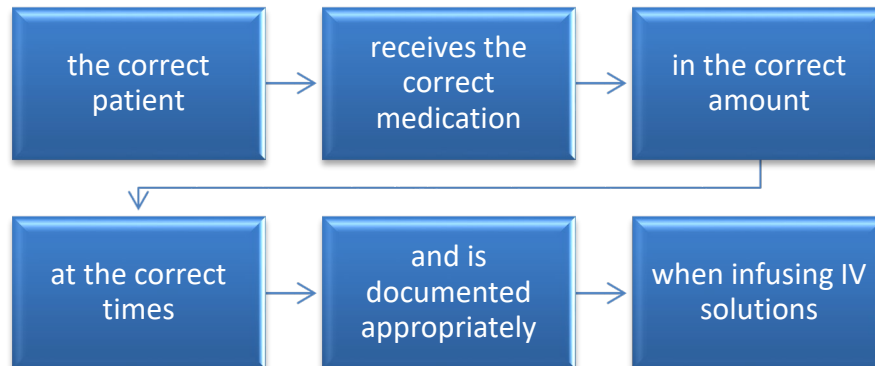 the correct
patient
receives the
correct
medication
in the correct
amount
at the correct
times
and is
documented
appropriately
when infusing IV
solutions